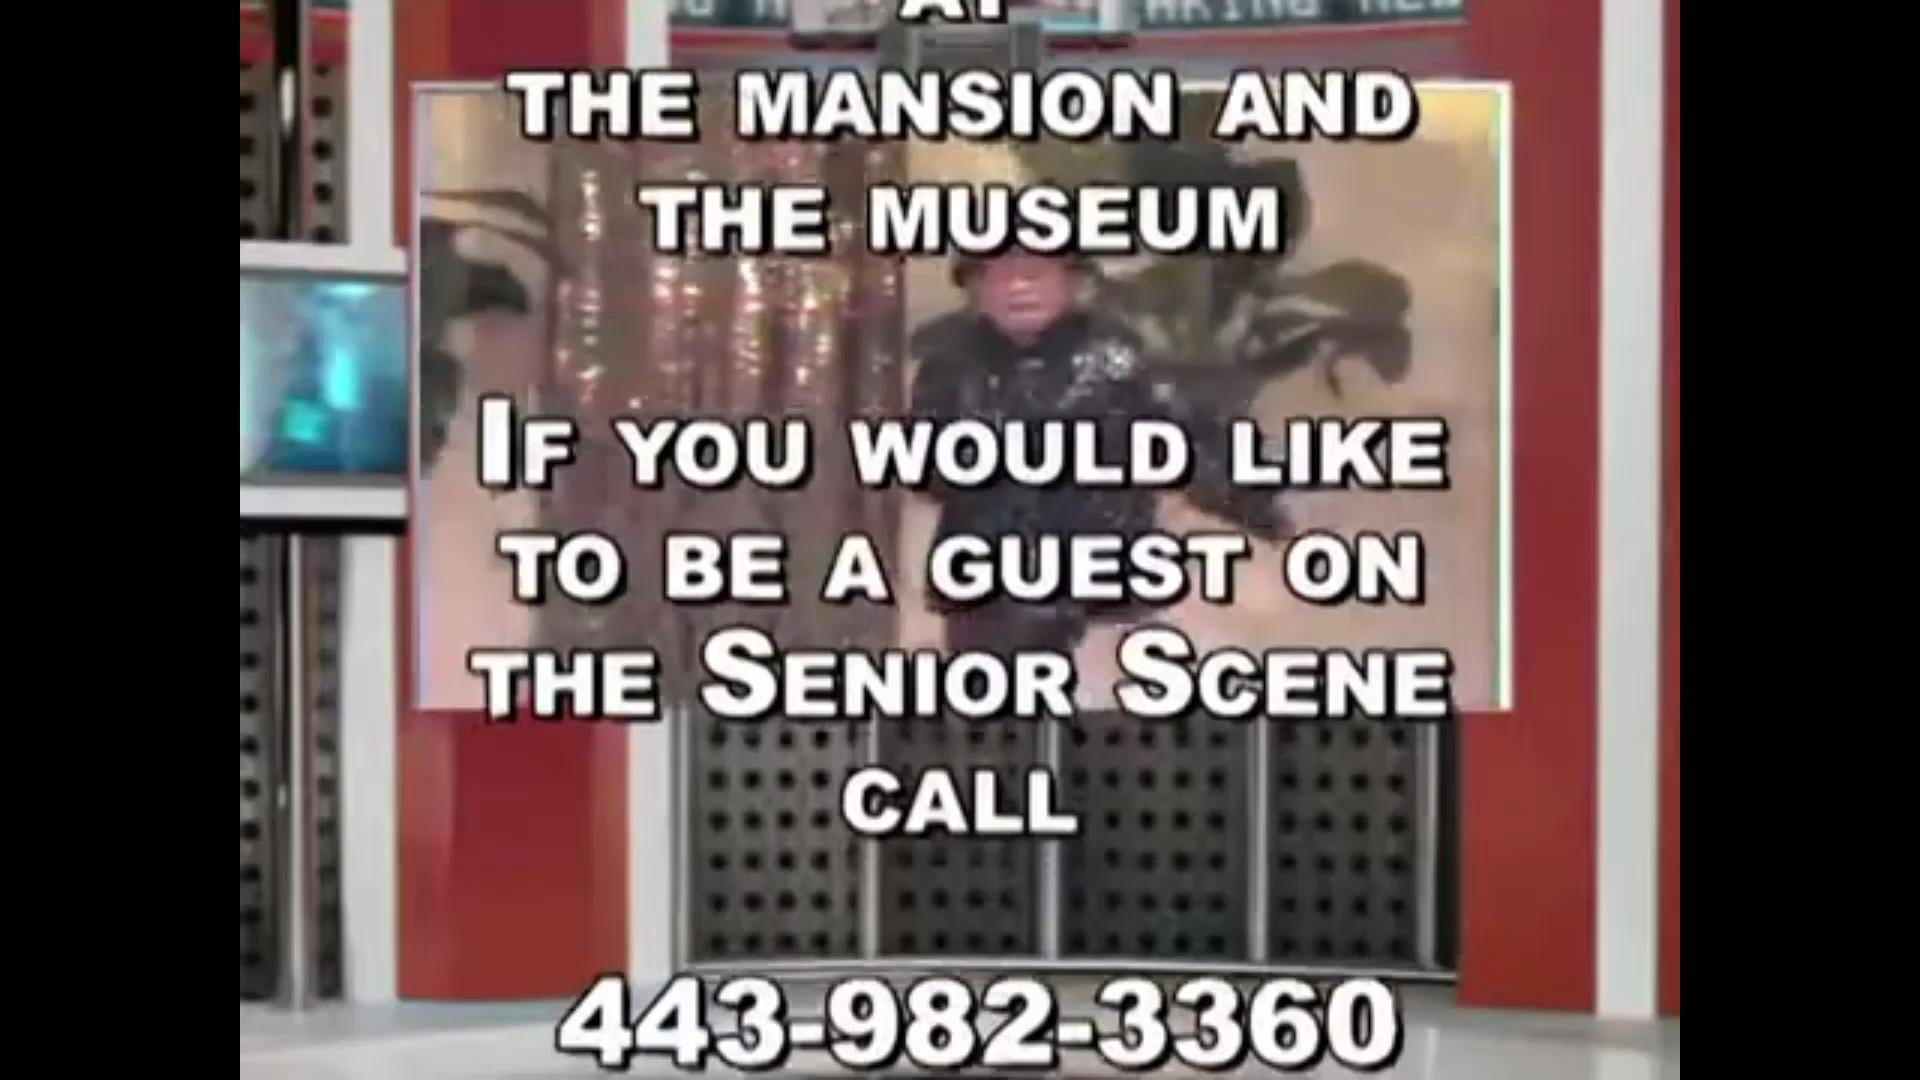 AT
THE MANSION AND
THE MUSEUM
IF YOU WOULD LIKE
TO BE A GUEST ON
THE SENIOR SCENE
CALL
443-982-3360